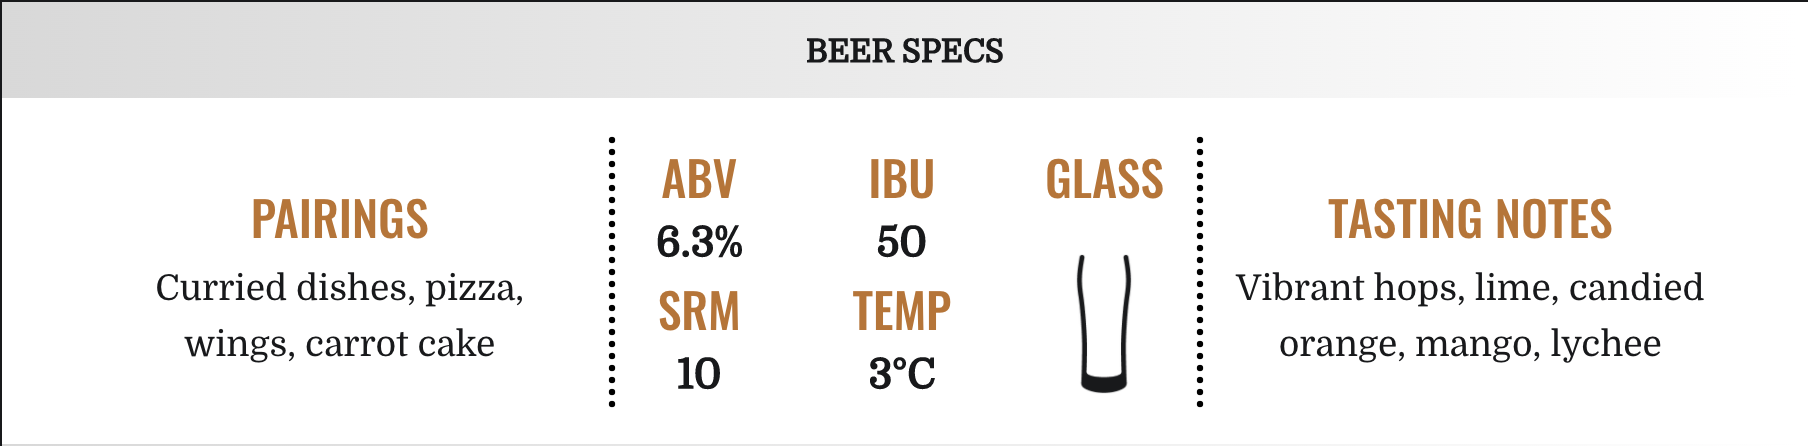 BEER SPECS
PAIRINGS
Curried dishes, pizza,
wings, carrot cake
ABV
6.3%
IBU
50
GLASS
SRM
10
TEMP
3°C
TASTING NOTES
Vibrant hops, lime, candied
orange, mango, lychee